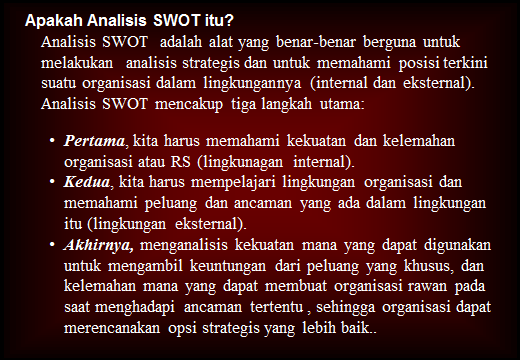 Apakah Analisis SWOT itu?
Analisis SWOT adalah alat yang benar-benar berguna untuk
melakukan analisis strategis dan untuk memahami posisi terkini
suatu organisasi dalam lingkungannya (internal dan eksternal).
Analisis SWOT mencakup tiga langkah utama:
• Pertama, kita harus memahami kekuatan dan kelemahan
organisasi atau RS (lingkunagan internal).
• Kedua, kita harus mempelajari lingkungan organisasi dan
memahami peluang dan ancaman yang ada dalam lingkungan
itu (lingkungan eksternal).
• Akhirnya, menganalisis kekuatan mana yang dapat digunakan
untuk mengambil keuntungan dari peluang yang khusus, dan
kelemahan mana yang dapat membuat organisasi rawan pada
saat menghadapi ancaman tertentu , sehingga organisasi dapat
merencanakan opsi strategis yang lebih baik..